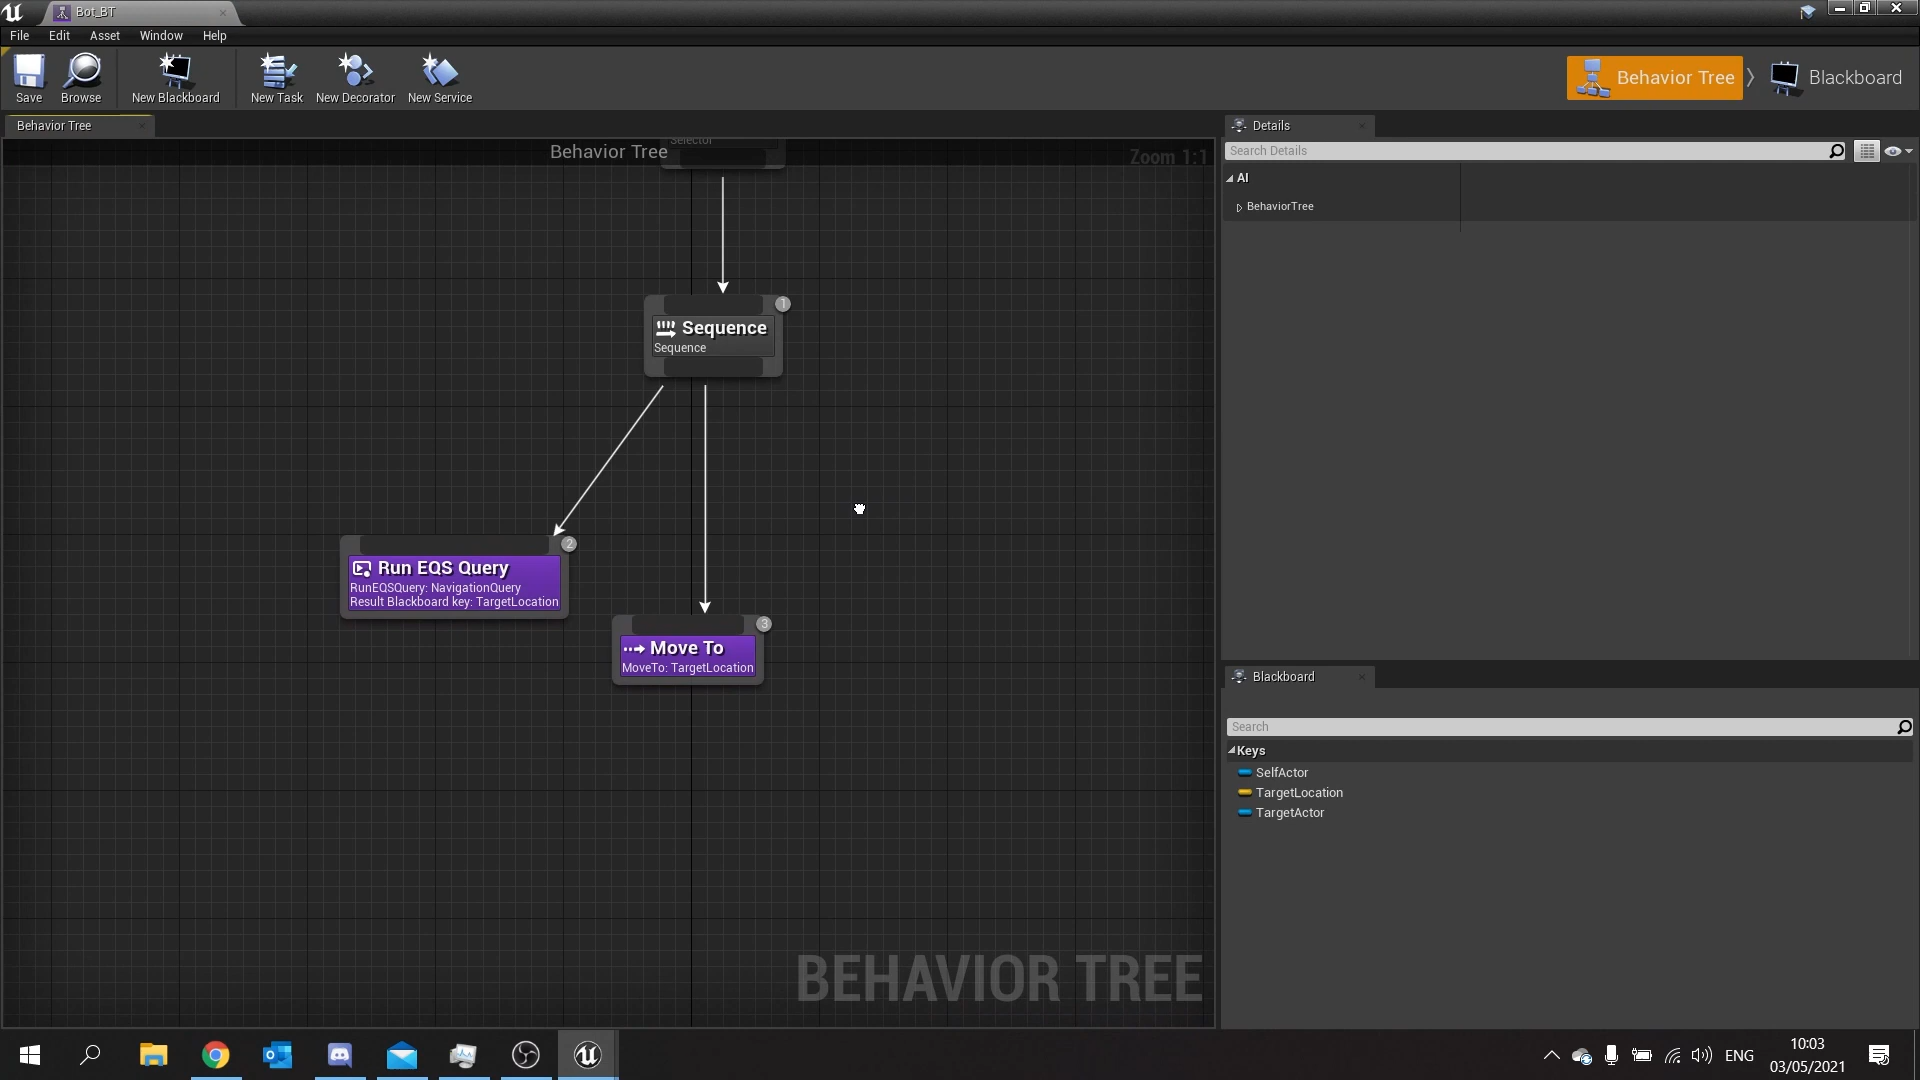 Bot_BT
File Edit Asset Window Help
Save Browse New Blackboard New Task New Decorator New Service
Behavior Tree Blackboard
Behavior Tree
Details
Selector
Behavior Tree
Zoom 1:1
Search Details
AI
BehaviorTree
1
Sequence
Sequence
2
Run EQS Query
RunEQSQuery: NavigationQuery
Result Blackboard key: TargetLocation
3
Move To
MoveTo: TargetLocation
Blackboard
Search
Keys
SelfActor
TargetLocation
TargetActor
BEHAVIOR TREE
ENG
10:03
03/05/2021